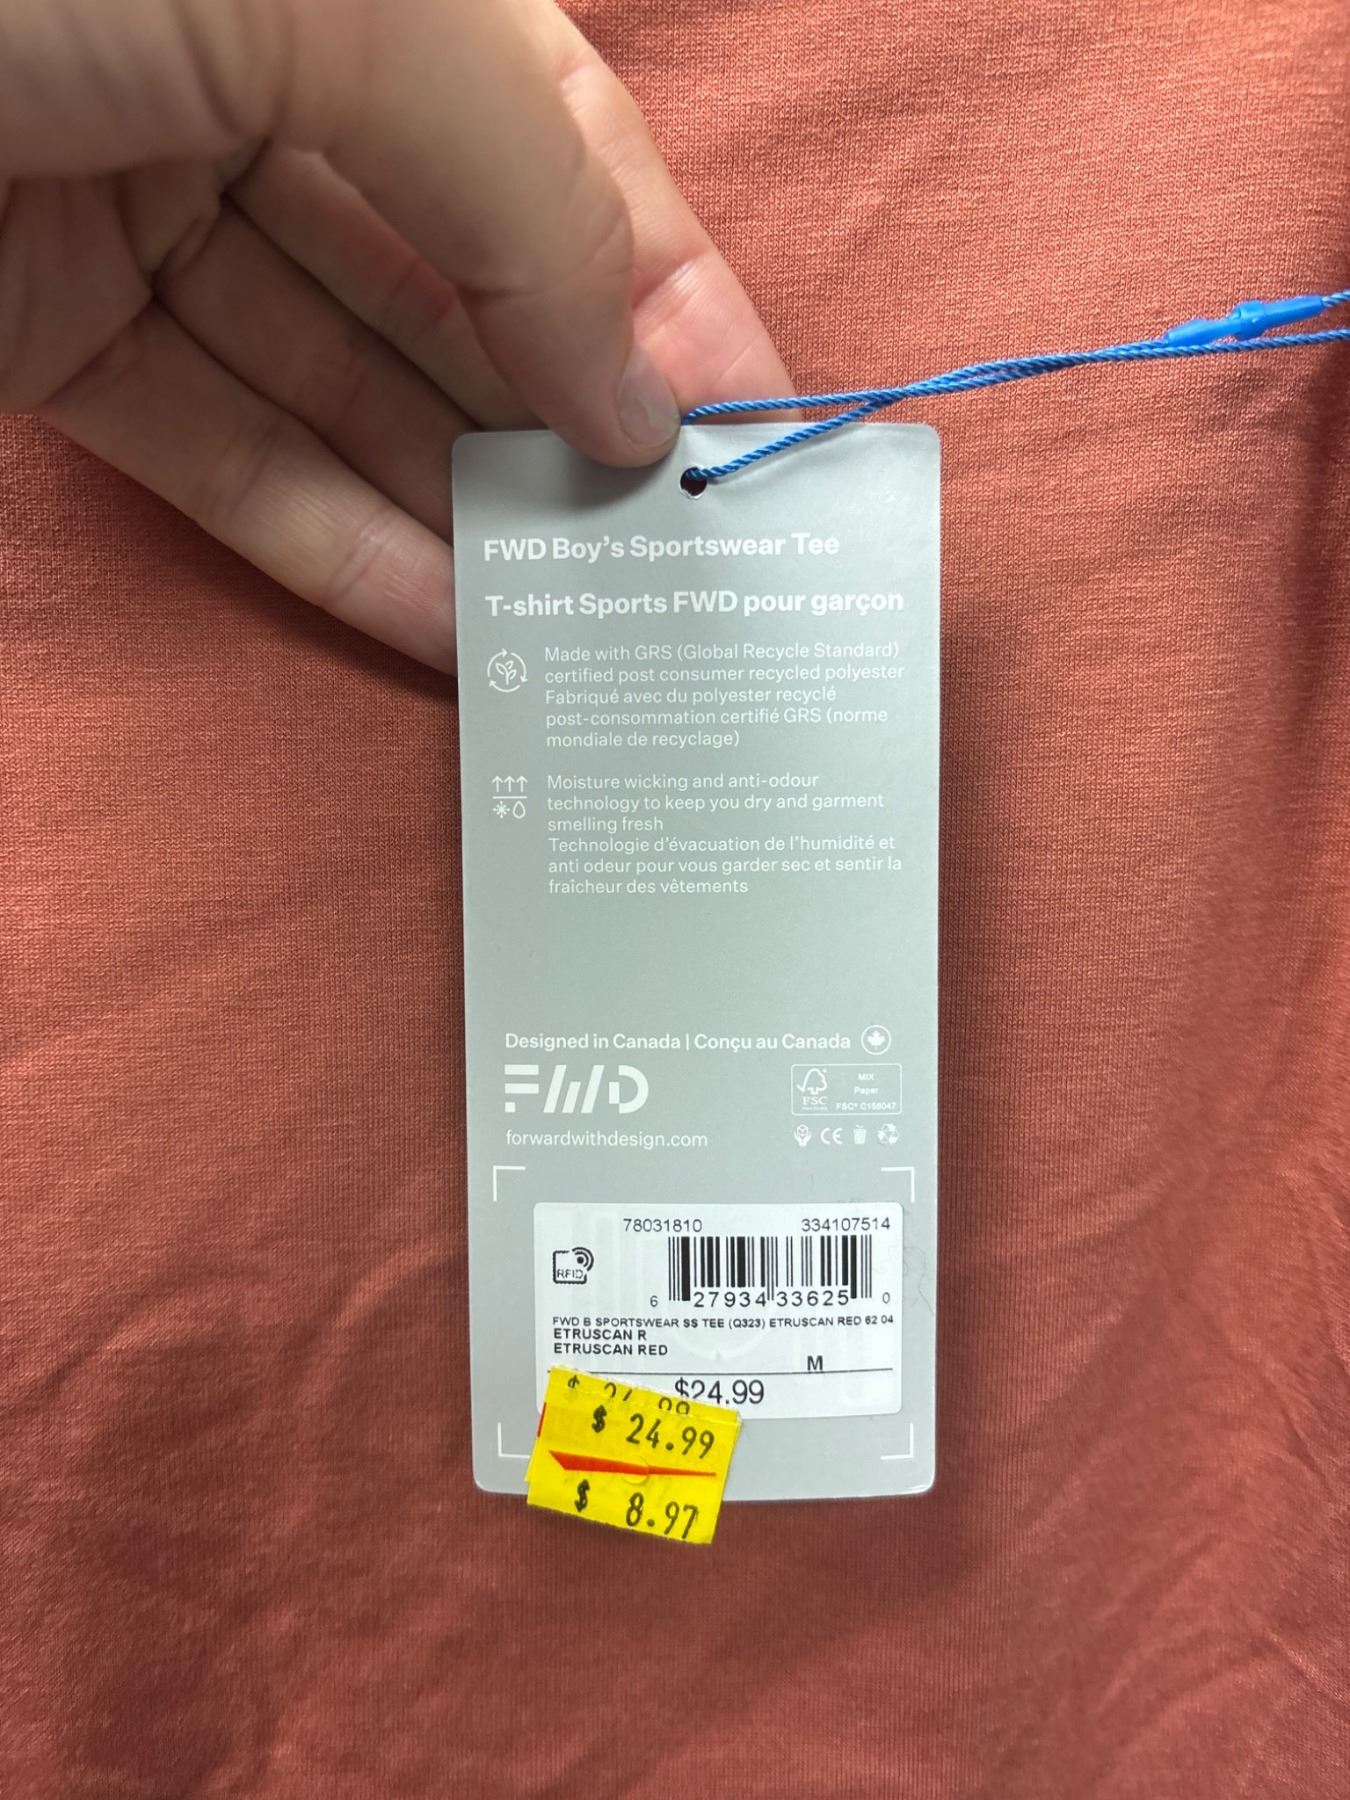 FWD Boy's Sportswear Tee
T-shirt Sports FWD pour garçon
Made with GRS (Global Recycle Standard)
certified post consumer recycled polyester
Fabriqué avec du polyester recyclé
post-consommation certifié GRS (norme
mondiale de recyclage)
Moisture wicking and anti-odour
technology to keep you dry and garment
smelling fresh
Technologie d'évacuation de l'humidité et
anti odeur pour vous garder sec et sentir la
fraîcheur des vêtements
Designed in Canada | Conçu au Canada
FWD
FSC
MIX
Paper
FSC® C156047
forwardwithdesign.com
CE
78031810 334107514
RFID
6 27934 33625 0
FWD B SPORTSWEAR SS TEE (Q323) ETRUSCAN RED 62 04
ETRUSCAN R
ETRUSCAN RED
M
$24.99
$ 24.99
$ 8.97